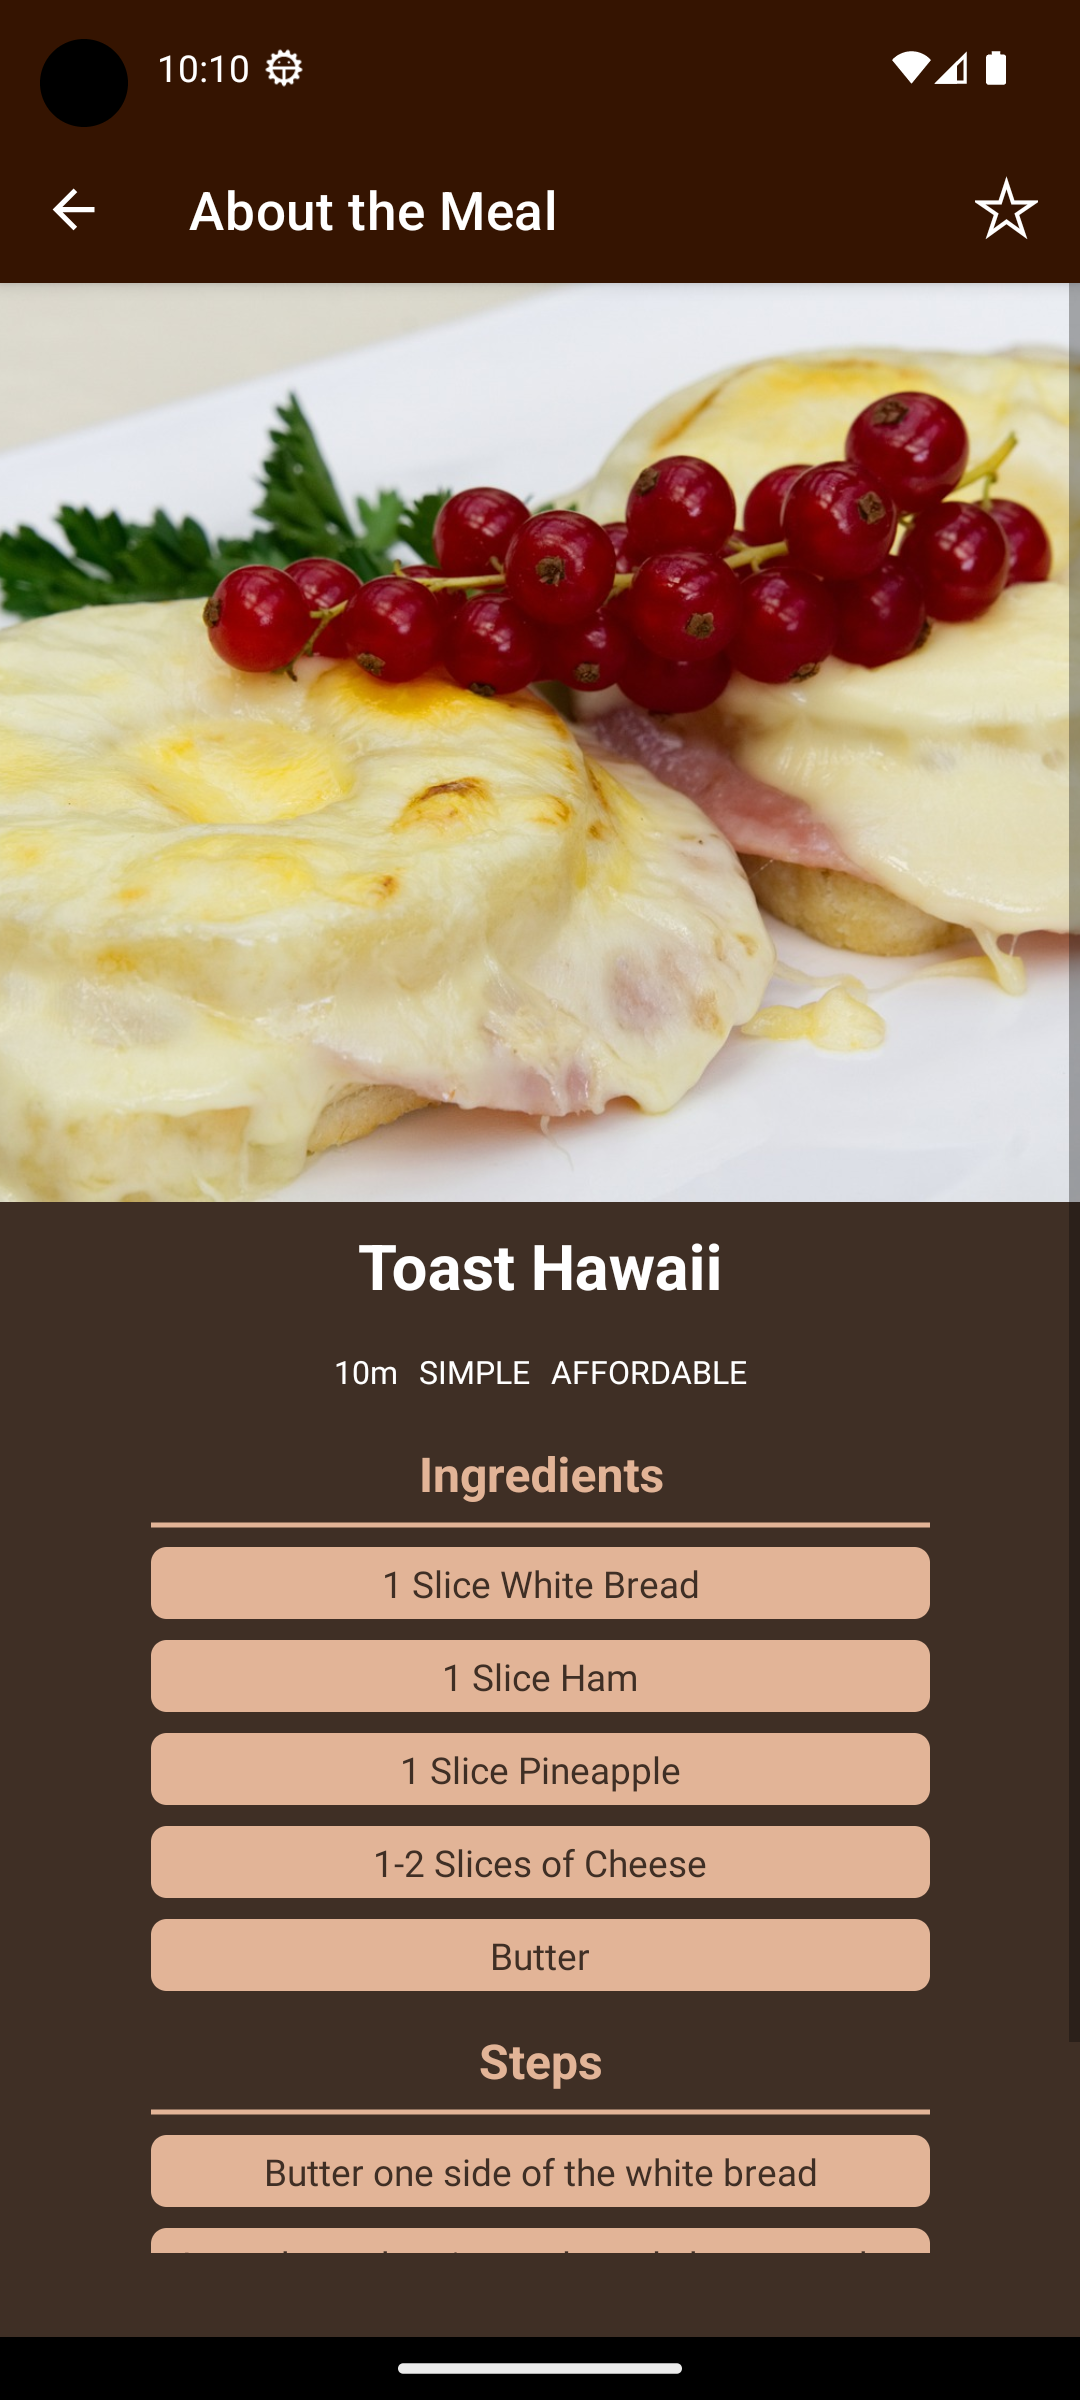 10:10
About the Meal
Toast Hawaii
10m SIMPLE AFFORDABLE
Ingredients
1 Slice White Bread
1 Slice Ham
1 Slice Pineapple
1-2 Slices of Cheese
Butter
Steps
Butter one side of the white bread